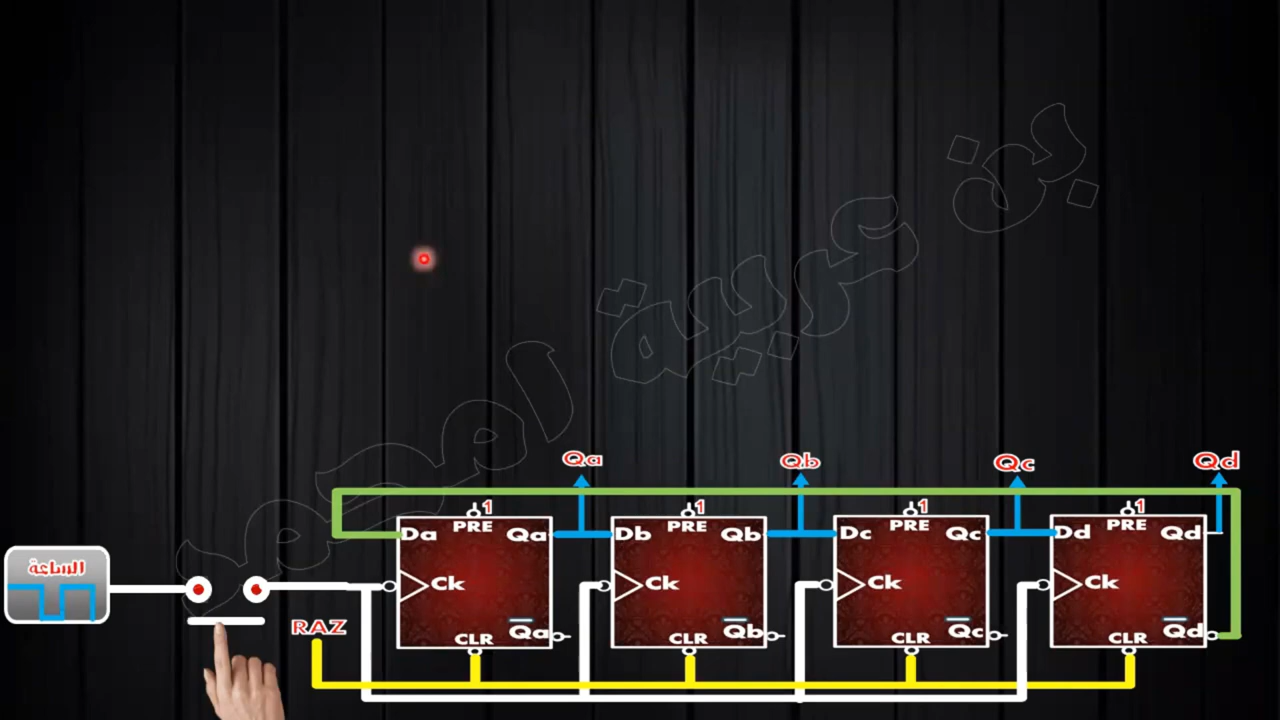 بن عربية امحمد
Qa Qb Qc Qd
1 1 1 1
PRE PRE PRE PRE
Da Qa Db Qb Dc Qc Dd Qd
الساعة
Ck Ck Ck Ck
RAZ
Qa Qb Qc Qd
CLR CLR CLR CLR